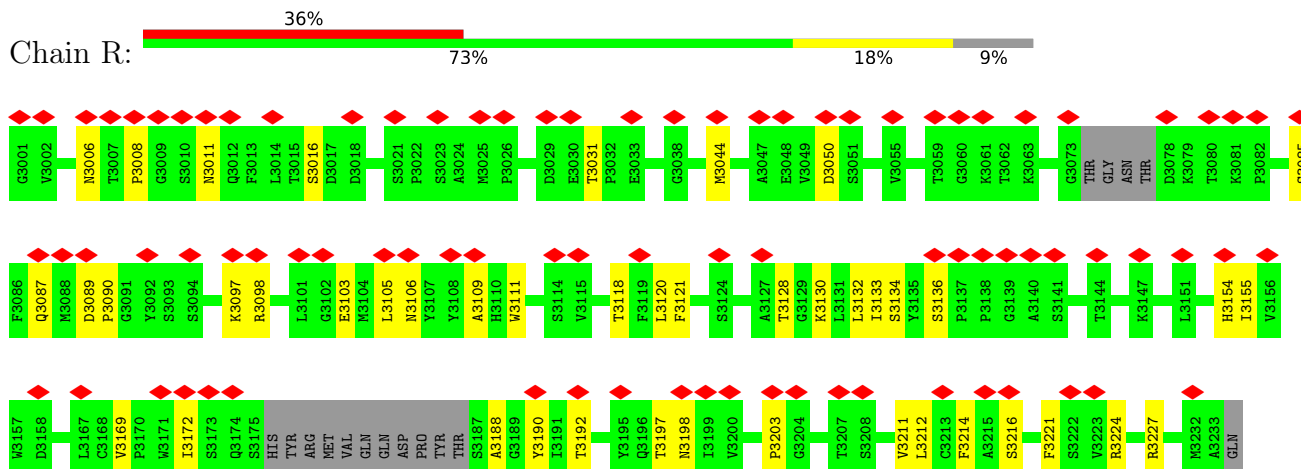 36%
Chain R:
73% 18% 9%
G3001 V3002 N3006 T3007 P3008 G3009 S3010 N3011 Q3012 F3013 L3014 T3015 S3016 D3017 D3018 S3021 P3022 S3023 A3024 M3025 P3026 D3029 E3030 T3031 P3032 E3033 G3038 M3044 A3047 E3048 V3049 D3050 S3051 V3055 T3059 G3060 K3061 T3062 K3063 G3073 THR GLY ASN THR D3078 K3079 T3080 K3081 P3082
F3086 Q3087 M3088 D3089 P3090 G3091 Y3092 S3093 S3094 K3097 R3098 L3101 G3102 E3103 M3104 L3105 N3106 Y3107 Y3108 A3109 H3110 W3111 S3114 V3115 T3118 F3119 L3120 F3121 S3124 A3127 T3128 G3129 K3130 L3131 L3132 I3133 S3134 Y3135 S3136 P3137 P3138 G3139 A3140 S3141 T3144 K3147 L3151 H3154 I3155 V3156
W3157 D3158 L3167 C3168 V3169 P3170 W3171 I3172 S3173 Q3174 S3175 HIS TYR ARG MET VAL GLN GLN ASP PRO TYR THR S3187 A3188 G3189 Y3190 I3191 T3192 Y3195 Q3196 T3197 N3198 I3199 V3200 P3203 G3204 T3207 S3208 V3211 L3212 C3213 F3214 A3215 S3216 F3221 S3222 V3223 R3224 R3227 M3232 A3233 GLN